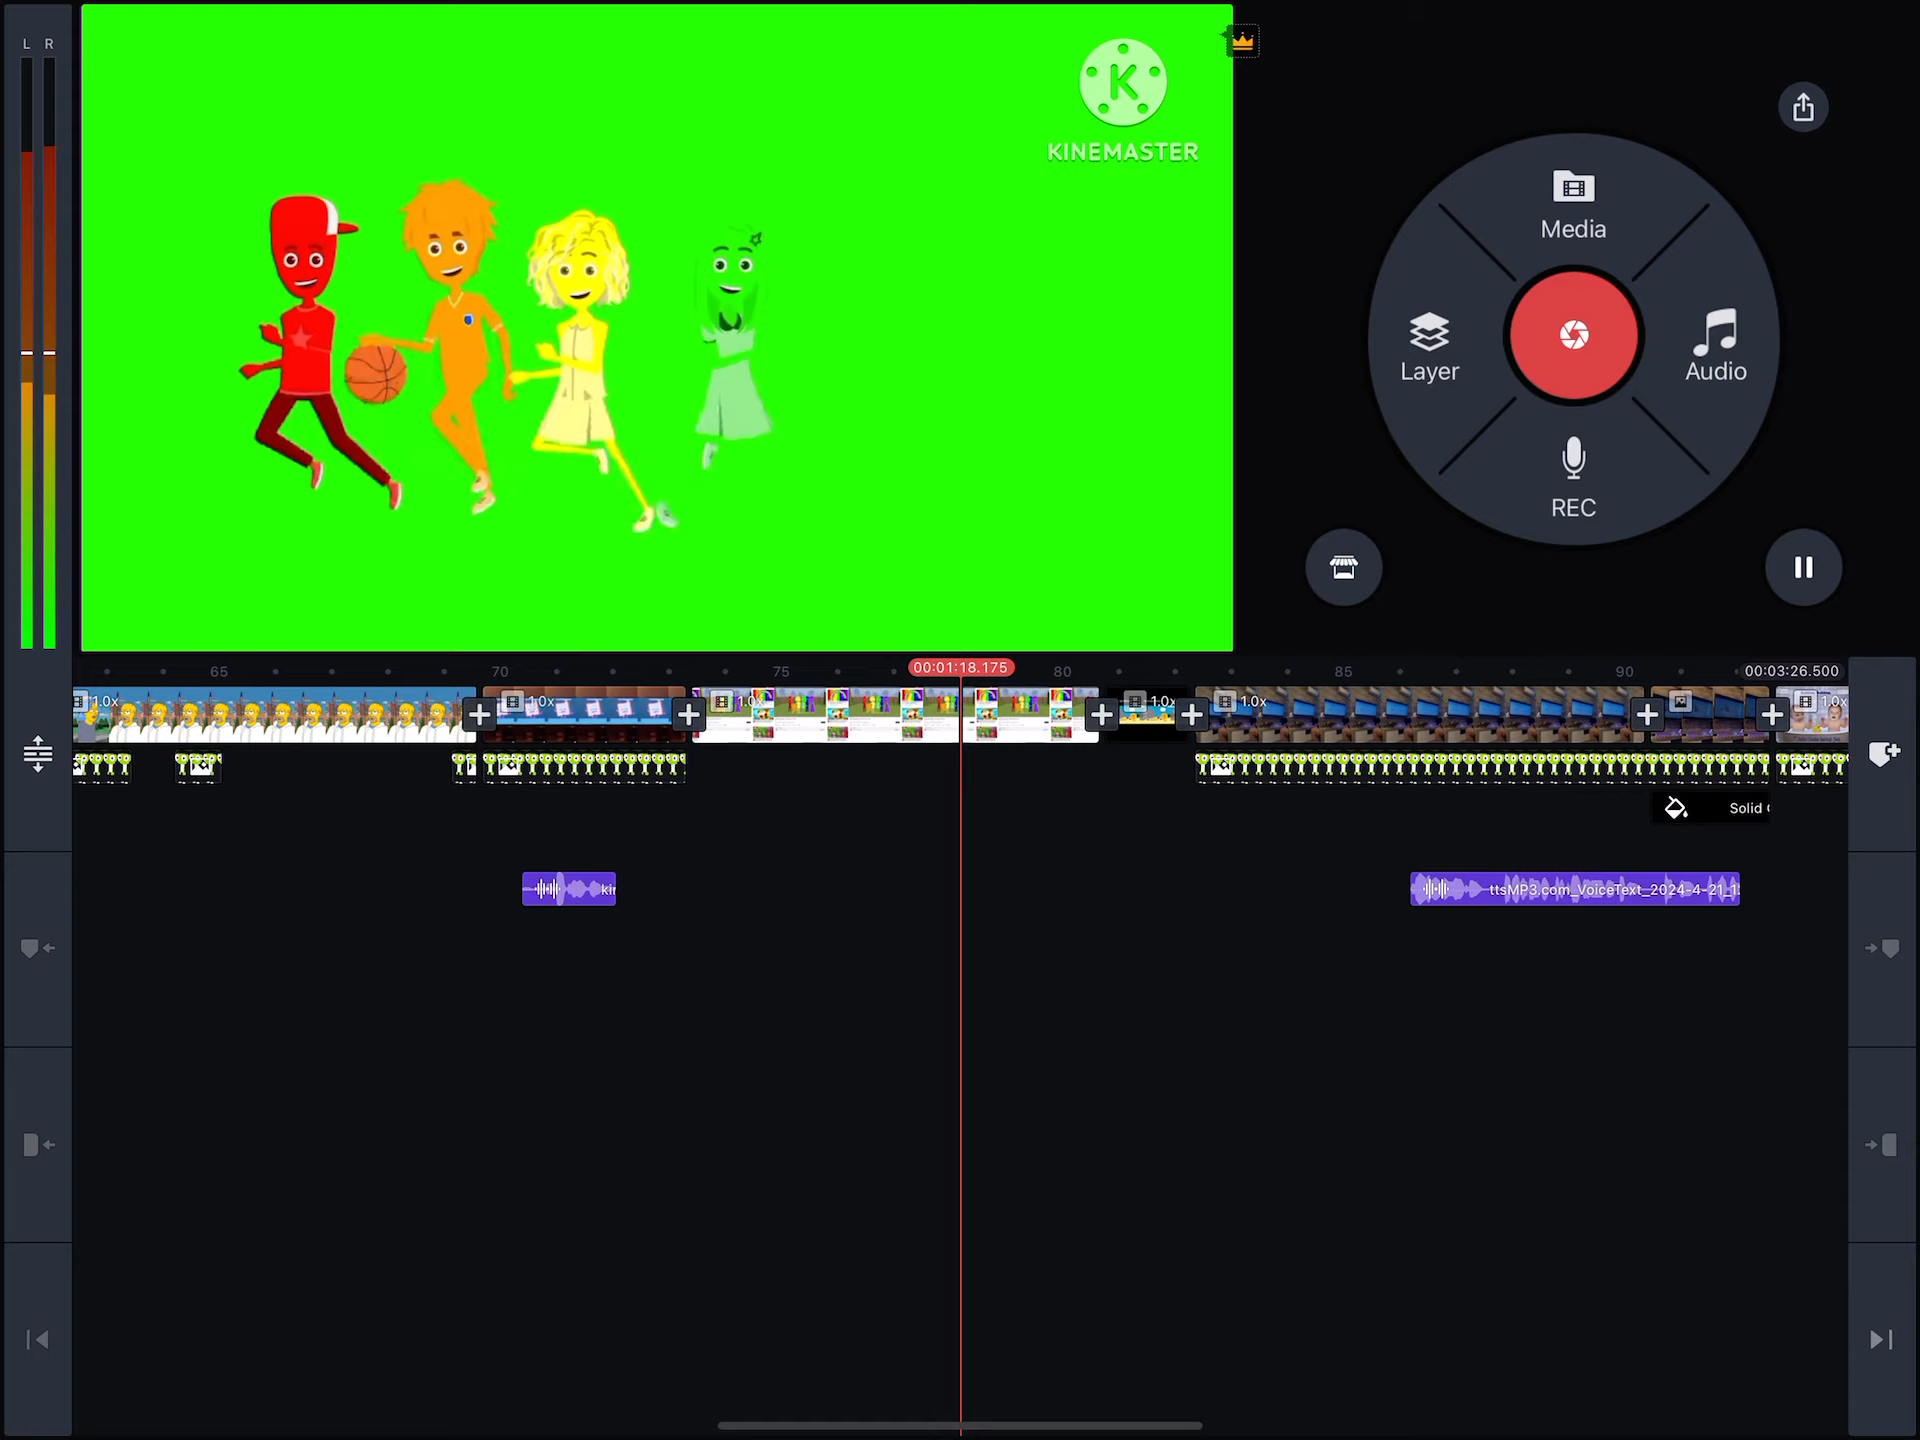 L R
K
KINEMASTER
Media
Layer
Audio
REC
65 70 75 00:01:18.175 80 85 90 00:03:26.500
1.0x 1.0x 1.0x 1.0x 1.0x 1.0x
Solid
ttsMP3.com_VoiceText_2024-4-21_1